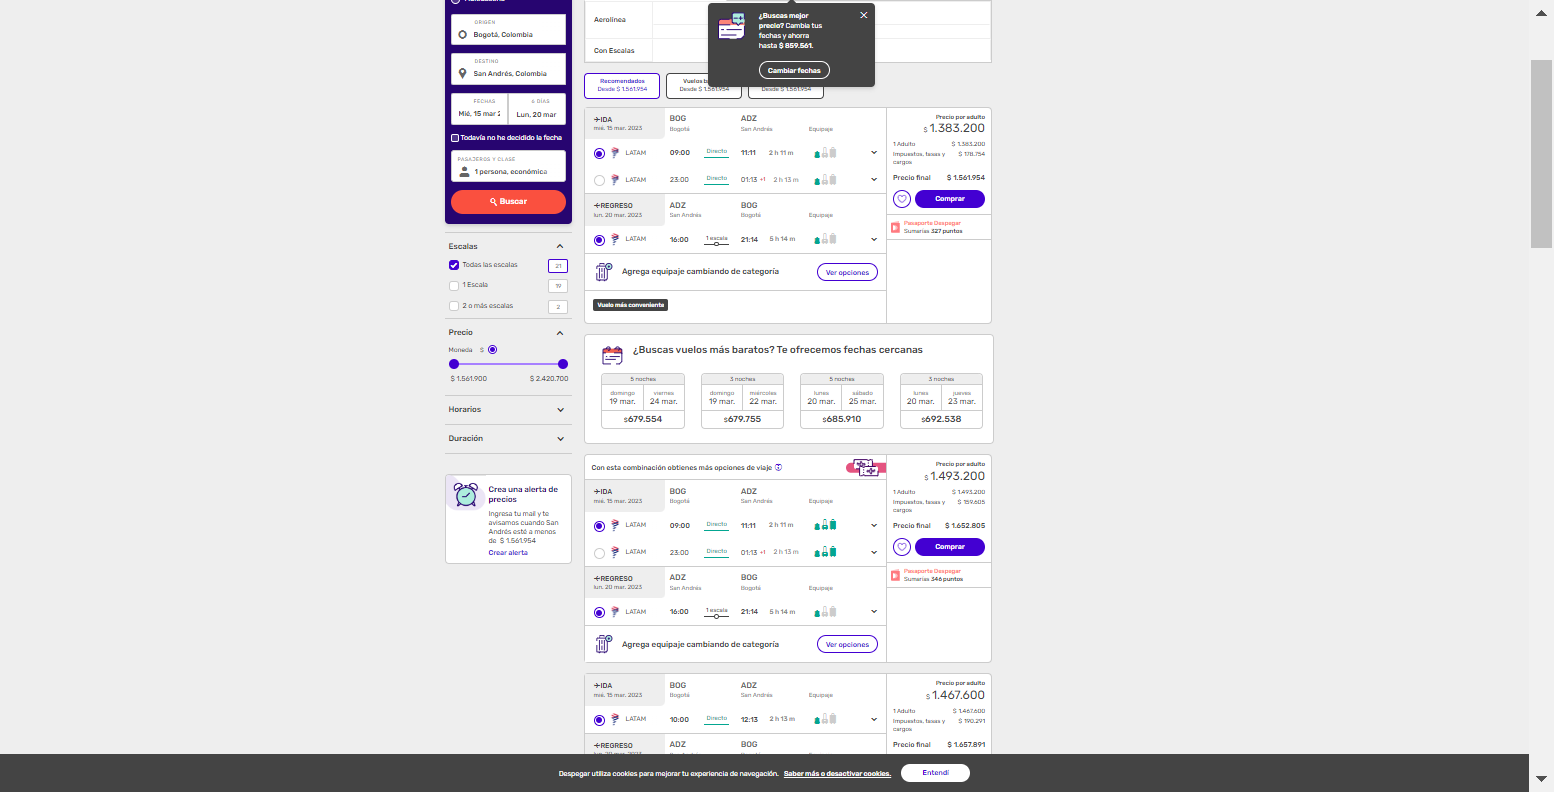 ORIGEN
Bogotá, Colombia
DESTINO
San Andrés, Colombia
FECHAS
Mié, 15 mar 2
6 DÍAS
Lun, 20 mar
Todavía no he decidido la fecha
PASAJEROS Y CLASE
1 persona, económica
Buscar
Escalas
Todas las escalas 21
1 Escala 19
2 o más escalas 2
Precio
Moneda $
$ 1.561.900 $ 2.420.700
Horarios
Duración
Crea una alerta de
precios
Ingresa tu mail y te
avisamos cuando San
Andrés esté a menos
de $ 1.561.954
Crear alerta
Aerolínea
Con Escalas
¿Buscas mejor
precio? Cambia tus
fechas y ahorra
hasta $ 859.561.
Cambiar fechas
Recomendados
Desde $ 1.561.954
Desde $ 1.561.954
Desde $ 1.561.954
IDA BOG ADZ
mié. 15 mar. 2023 Bogotá San Andrés Equipaje
LATAM 09:00 Directo 11:11 2 h 11 m
LATAM 23:00 Directo 01:13 +1 2 h 13 m
REGRESO ADZ BOG
lun. 20 mar. 2023 San Andrés Bogotá Equipaje
LATAM 16:00 1 escala 21:14 5 h 14 m
Agrega equipaje cambiando de categoría Ver opciones
Vuelo más conveniente
Precio por adulto
$ 1.383.200
1 Adulto $ 1.383.200
Impuestos, tasas y $ 178.754
cargos
Precio final $ 1.561.954
Comprar
Pasaporte Despegar
Sumarías 327 puntos
¿Buscas vuelos más baratos? Te ofrecemos fechas cercanas
5 noches
domingo viernes
19 mar. 24 mar.
$679.554
3 noches
domingo miércoles
19 mar. 22 mar.
$679.755
5 noches
lunes sábado
20 mar. 25 mar.
$685.910
3 noches
lunes jueves
20 mar. 23 mar.
$692.538
Con esta combinación obtienes más opciones de viaje
IDA BOG ADZ
mié. 15 mar. 2023 Bogotá San Andrés Equipaje
LATAM 09:00 Directo 11:11 2 h 11 m
LATAM 23:00 Directo 01:13 +1 2 h 13 m
REGRESO ADZ BOG
lun. 20 mar. 2023 San Andrés Bogotá Equipaje
LATAM 16:00 1 escala 21:14 5 h 14 m
Agrega equipaje cambiando de categoría Ver opciones
Precio por adulto
$ 1.493.200
1 Adulto $ 1.493.200
Impuestos, tasas y $ 159.605
cargos
Precio final $ 1.652.805
Comprar
Pasaporte Despegar
Sumarías 346 puntos
IDA BOG ADZ
mié. 15 mar. 2023 Bogotá San Andrés Equipaje
LATAM 10:00 Directo 12:13 2 h 13 m
REGRESO ADZ BOG
Precio por adulto
$ 1.467.600
1 Adulto $ 1.467.600
Impuestos, tasas y $ 190.291
cargos
Precio final $ 1.657.891
Despegar utiliza cookies para mejorar tu experiencia de navegación. Saber más o desactivar cookies. Entendí